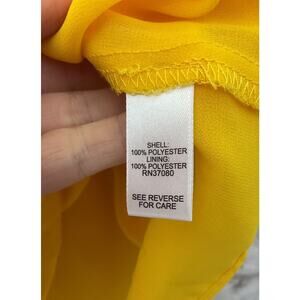 SHELL:
100% POLYESTER
LINING:
100% POLYESTER
RN37080
SEE REVERSE
FOR CARE